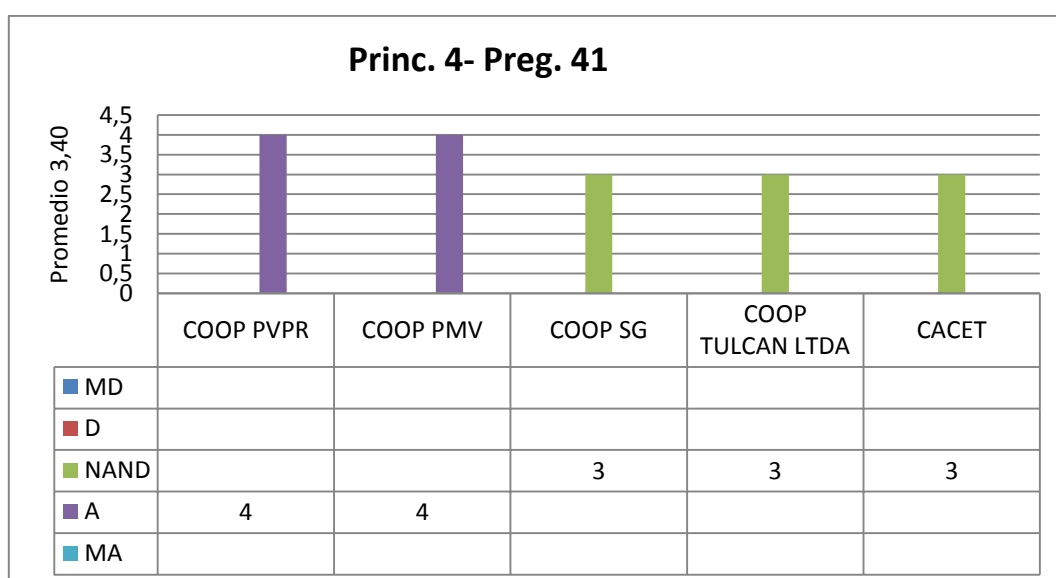 Princ. 4- Preg. 41
Promedio 3,40
4,5
4
3,5
3
2,5
2
1,5
1
0,5
0
COOP PVPR COOP PMV COOP SG COOP TULCAN LTDA CACET
MD
D
NAND 3 3 3
A 4 4
MA